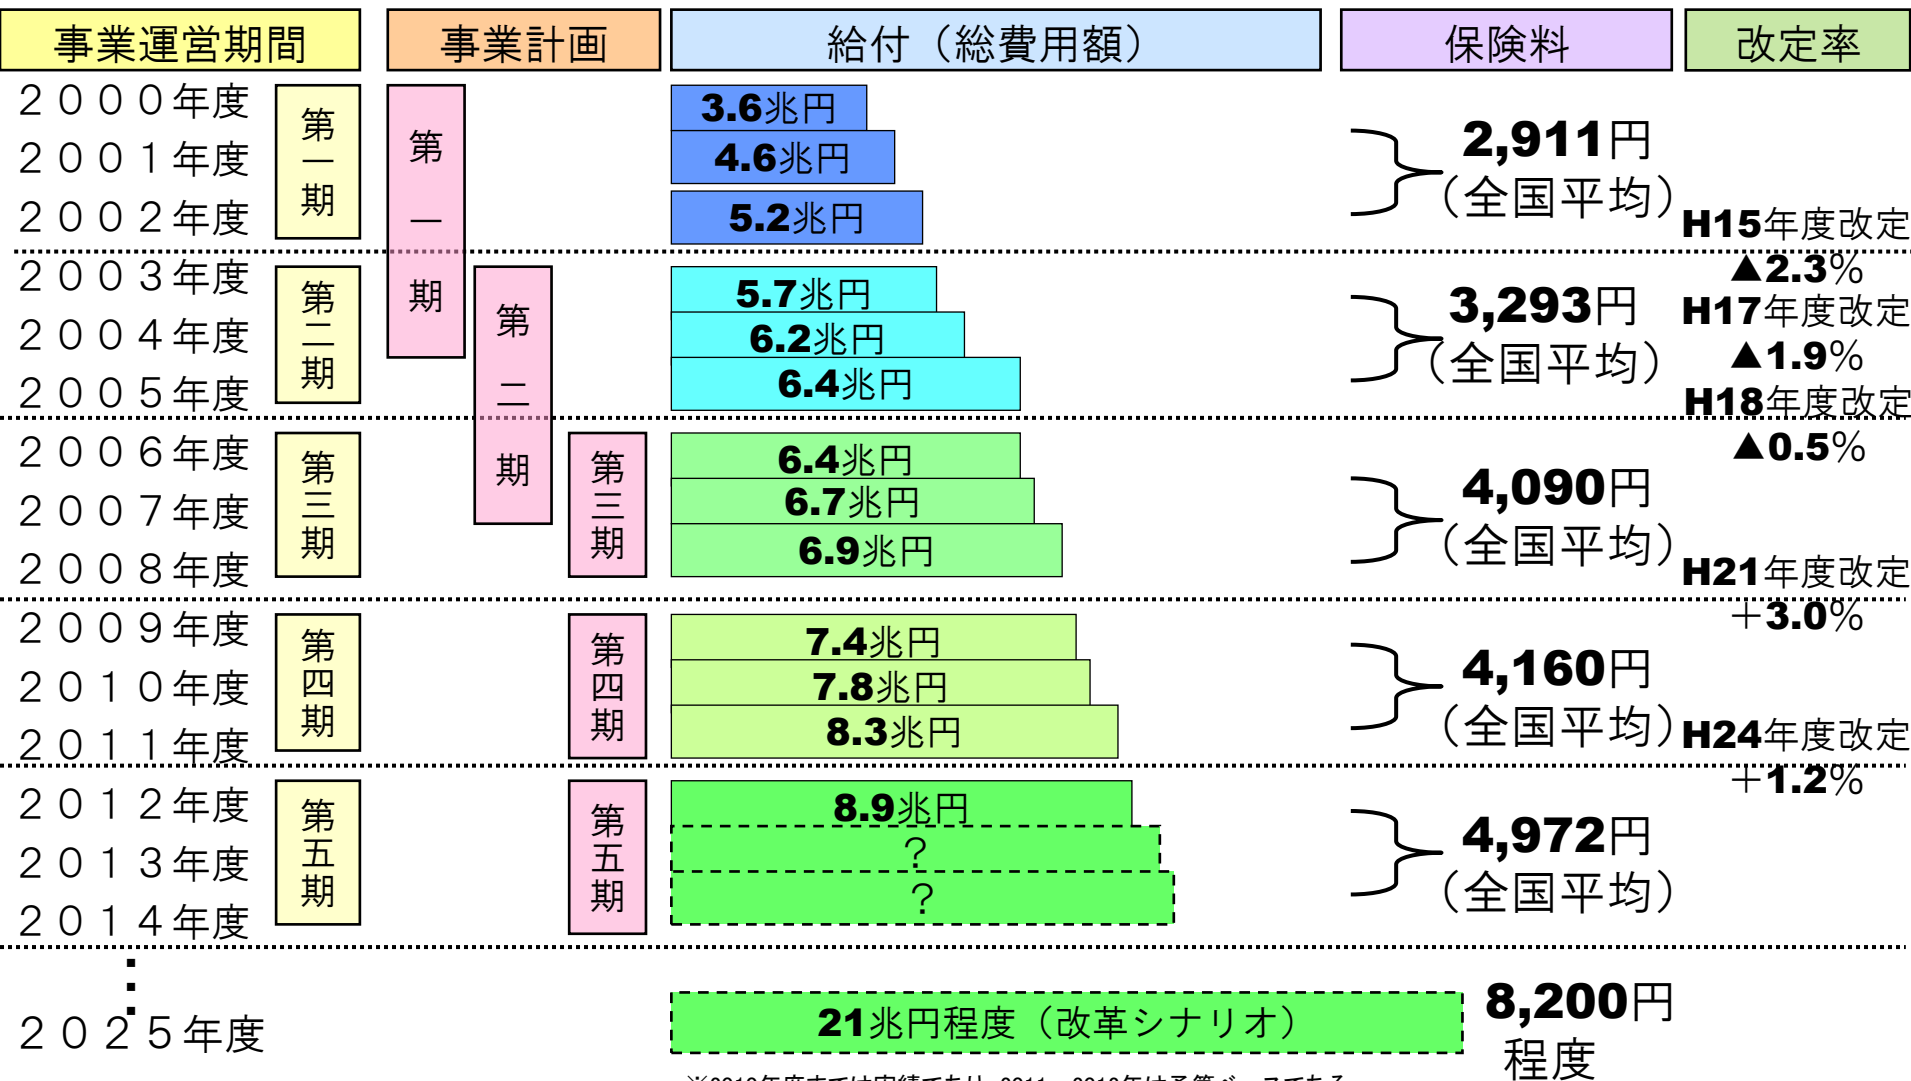 事業運営期間
事業計画
給付（総費用額）
保険料
改定率
２０００年度
２００１年度
２００２年度
第一期
第一期
3.6兆円
4.6兆円
5.2兆円
2,911円
（全国平均）
H15年度改定
▲2.3％
２００３年度
２００４年度
２００５年度
第二期
第二期
5.7兆円
6.2兆円
6.4兆円
3,293円
（全国平均）
H17年度改定
▲1.9％
H18年度改定
▲0.5％
２００６年度
２００７年度
２００８年度
第三期
第三期
6.4兆円
6.7兆円
6.9兆円
4,090円
（全国平均）
H21年度改定
＋3.0％
２００９年度
２０１０年度
２０１１年度
第四期
第四期
7.4兆円
7.8兆円
8.3兆円
4,160円
（全国平均）
H24年度改定
＋1.2％
２０１２年度
２０１３年度
２０１４年度
第五期
第五期
8.9兆円
？
？
4,972円
（全国平均）
２０２５年度
21兆円程度（改革シナリオ）
8,200円
程度